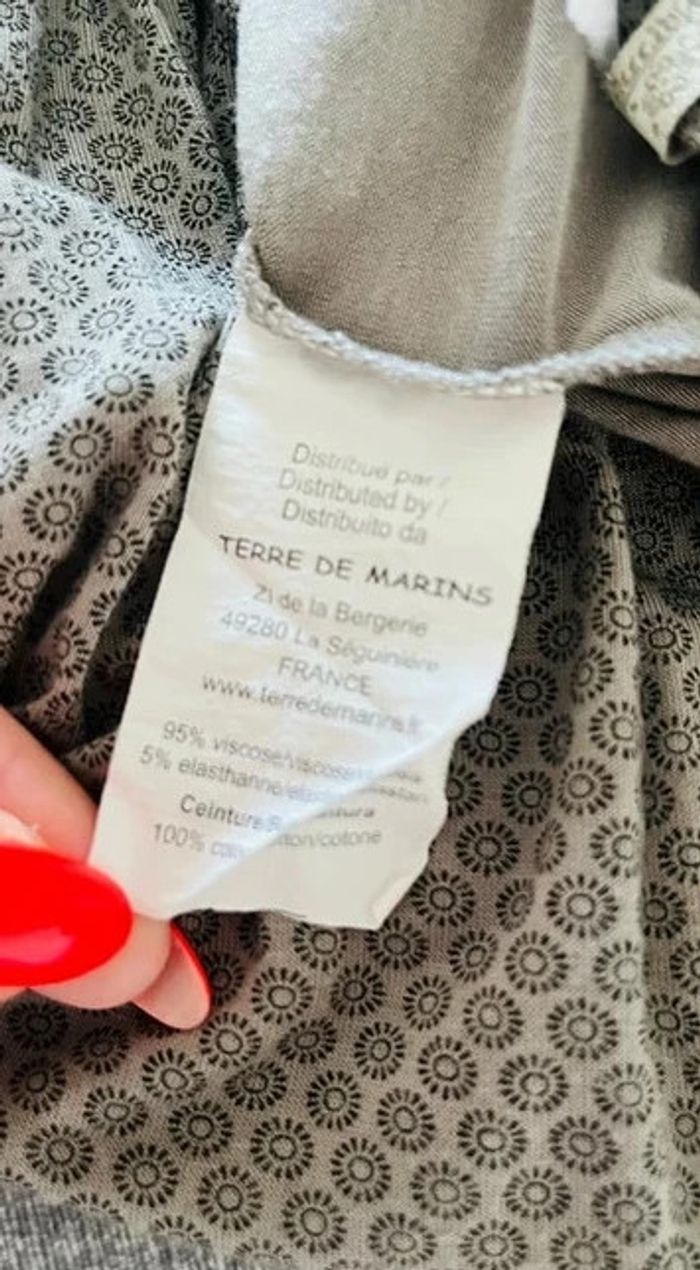 Distribué par /
Distributed by /
Distribuito da
TERRE DE MARINS
ZI de la Bergerie
49280 La Séguinière
FRANCE
www.terredemarins.fr
95% viscose/viscose
5% elasthanne/
Ceinture
100%